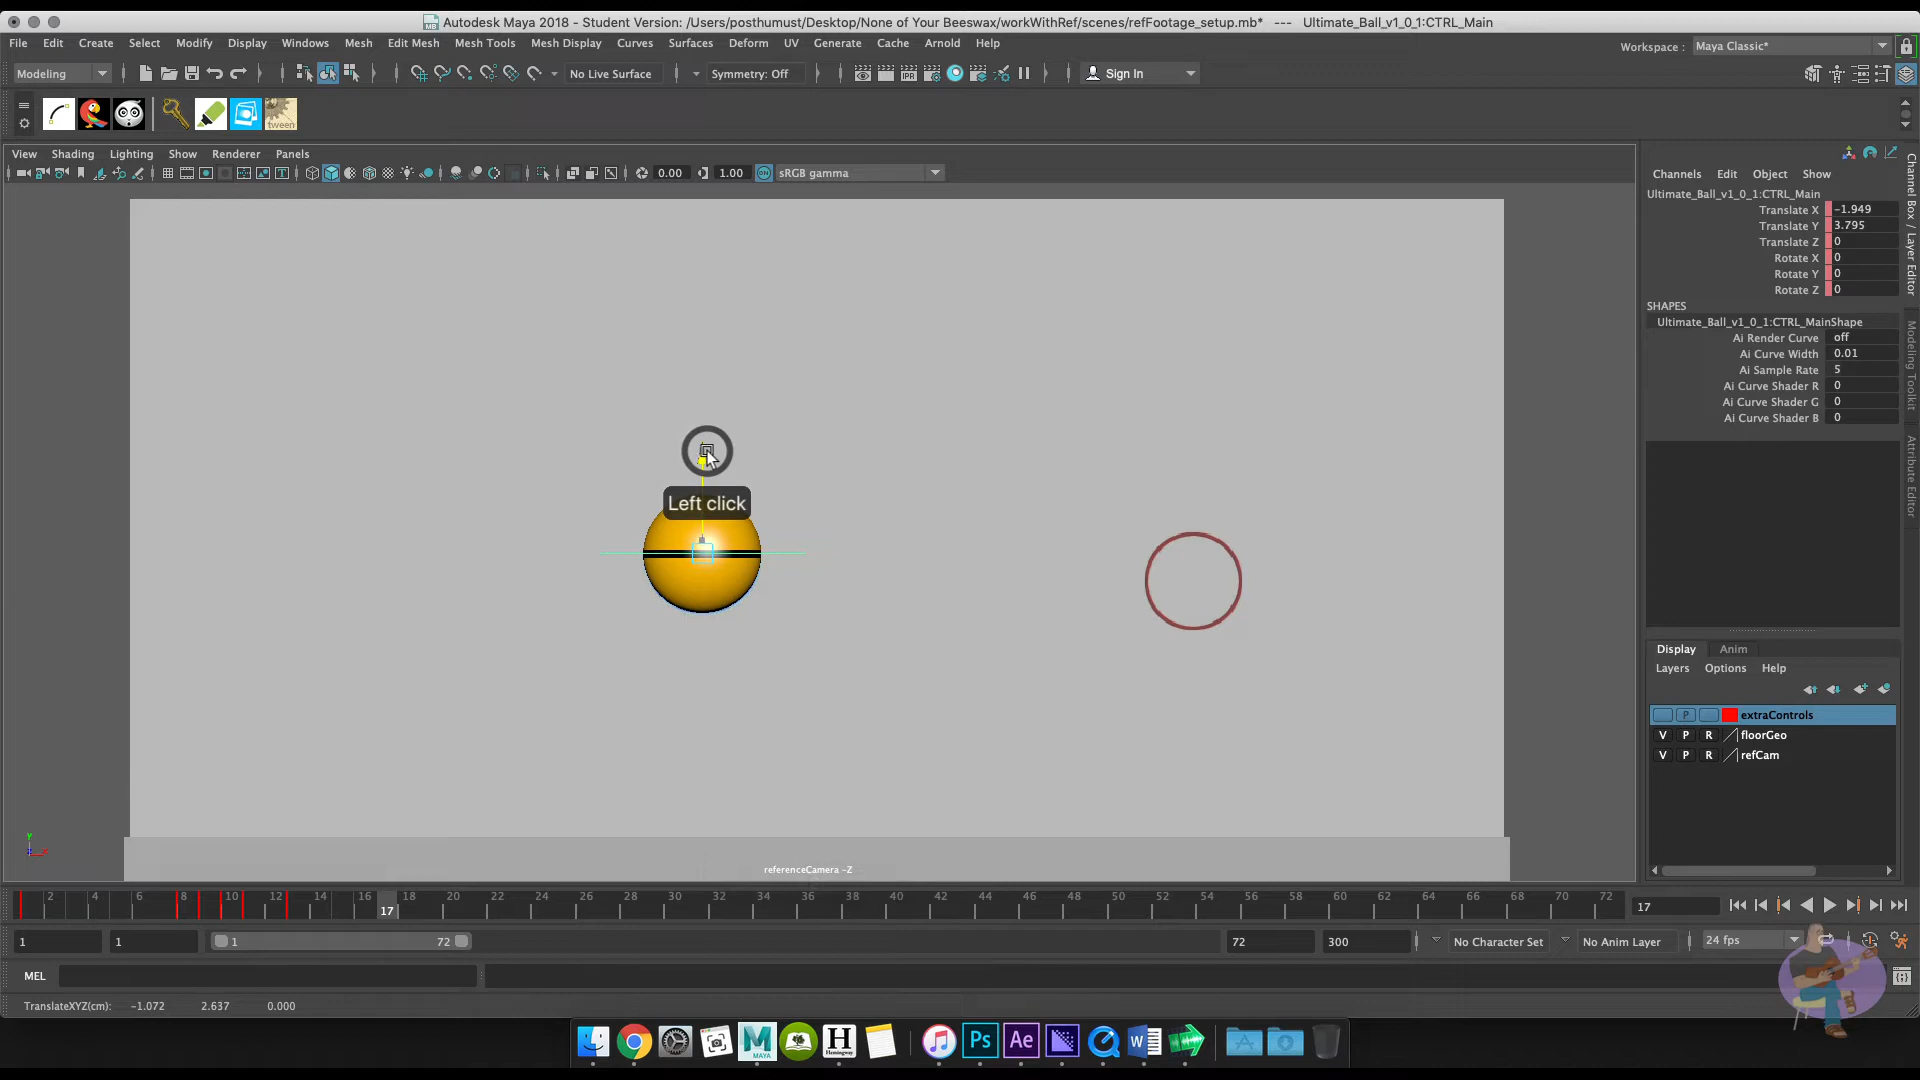 Autodesk Maya 2018 - Student Version: /Users/posthumust/Desktop/None of Your Beeswax/workWithRef/scenes/refFootage_setup.mb* --- Ultimate_Ball_v1_0_1:CTRL_Main
File Edit Create Select Modify Display Windows Mesh Edit Mesh Mesh Tools Mesh Display Curves Surfaces Deform UV Generate Cache Arnold Help
Workspace : Maya Classic*
Modeling No Live Surface Symmetry: Off IPR Sign In
tween
View Shading Lighting Show Renderer Panels
0.00 1.00 ON sRGB gamma
Channels Edit Object Show
Ultimate_Ball_v1_0_1:CTRL_Main
Translate X -1.949
Translate Y 3.795
Translate Z 0
Rotate X 0
Rotate Y 0
Rotate Z 0
SHAPES
Ultimate_Ball_v1_0_1:CTRL_MainShape
Ai Render Curve off
Ai Curve Width 0.01
Ai Sample Rate 5
Ai Curve Shader R 0
Ai Curve Shader G 0
Ai Curve Shader B 0
Channel Box / Layer Editor
Modeling Toolkit
Attribute Editor
Left click
Display Anim
Layers Options Help
P extraControls
V P R floorGeo
V P R refCam
Y
referenceCamera -Z
2 4 6 8 10 12 14 16 18 20 22 24 26 28 30 32 34 36 38 40 42 44 46 48 50 52 54 56 58 60 62 64 66 68 70 72
17
17
1 1 1 72 72 300 No Character Set No Anim Layer 24 fps
MEL
TranslateXYZ(cm): -1.072 2.637 0.000
MAYA H Ps Ae W
Hemingway